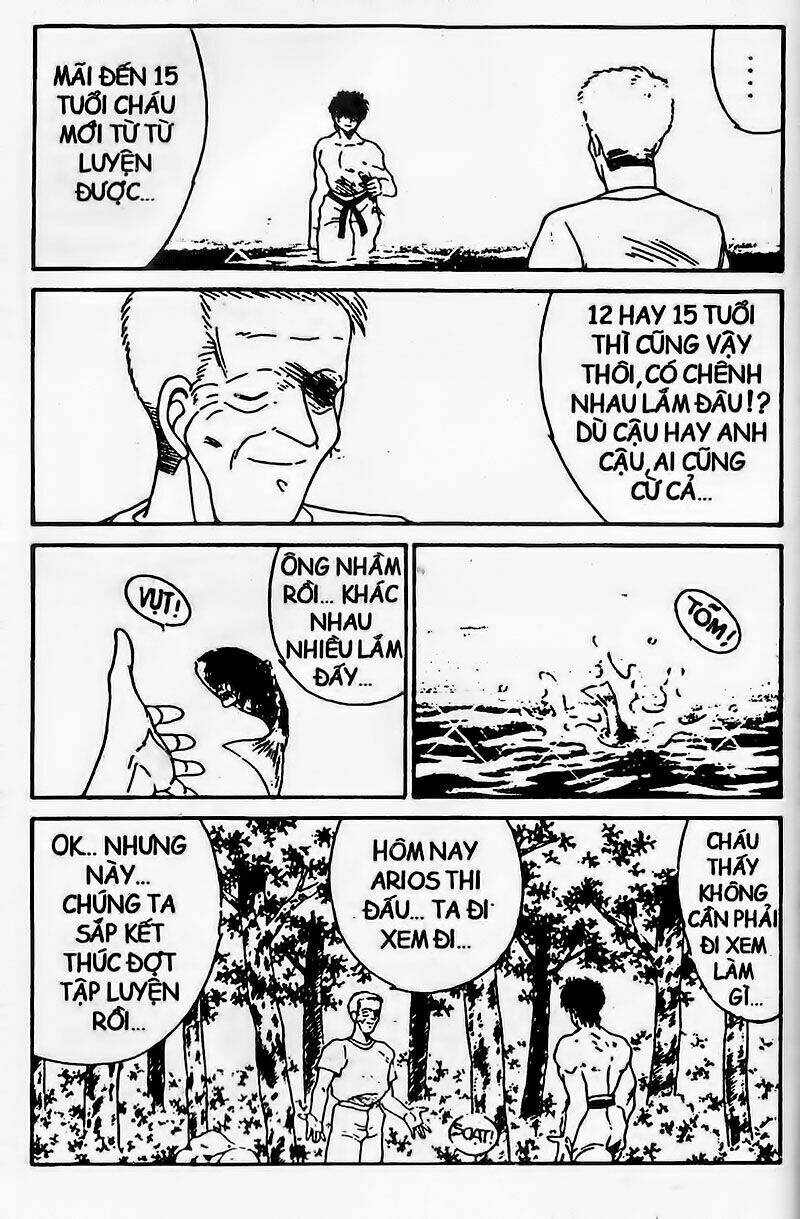 MÃI ĐẾN 15
TUỔI CHÁU
MỚI TỪ TỪ
LUYỆN
ĐƯỢC...
....
12 HAY 15 TUỔI
THÌ CŨNG VẬY
THÔI, CÓ CHÊNH
NHAU LẮM ĐÂU!?
DÙ CẬU HAY ANH
CẬU, AI CŨNG
CỪ CẢ...
VỤT!
ÔNG NHẦM
RỒI... KHÁC
NHAU
NHIỀU LẮM
ĐẤY...
TÕM!
OK... NHƯNG
NÀY...
CHÚNG TA
SẮP KẾT
THÚC ĐỢT
TẬP LUYỆN
RỒI...
HÔM NAY
ARIOS THI
ĐẤU... TA ĐI
XEM ĐI...
CHÁU
THẤY
KHÔNG
CẦN PHẢI
ĐI XEM
LÀM
GÌ...
SOẠT!